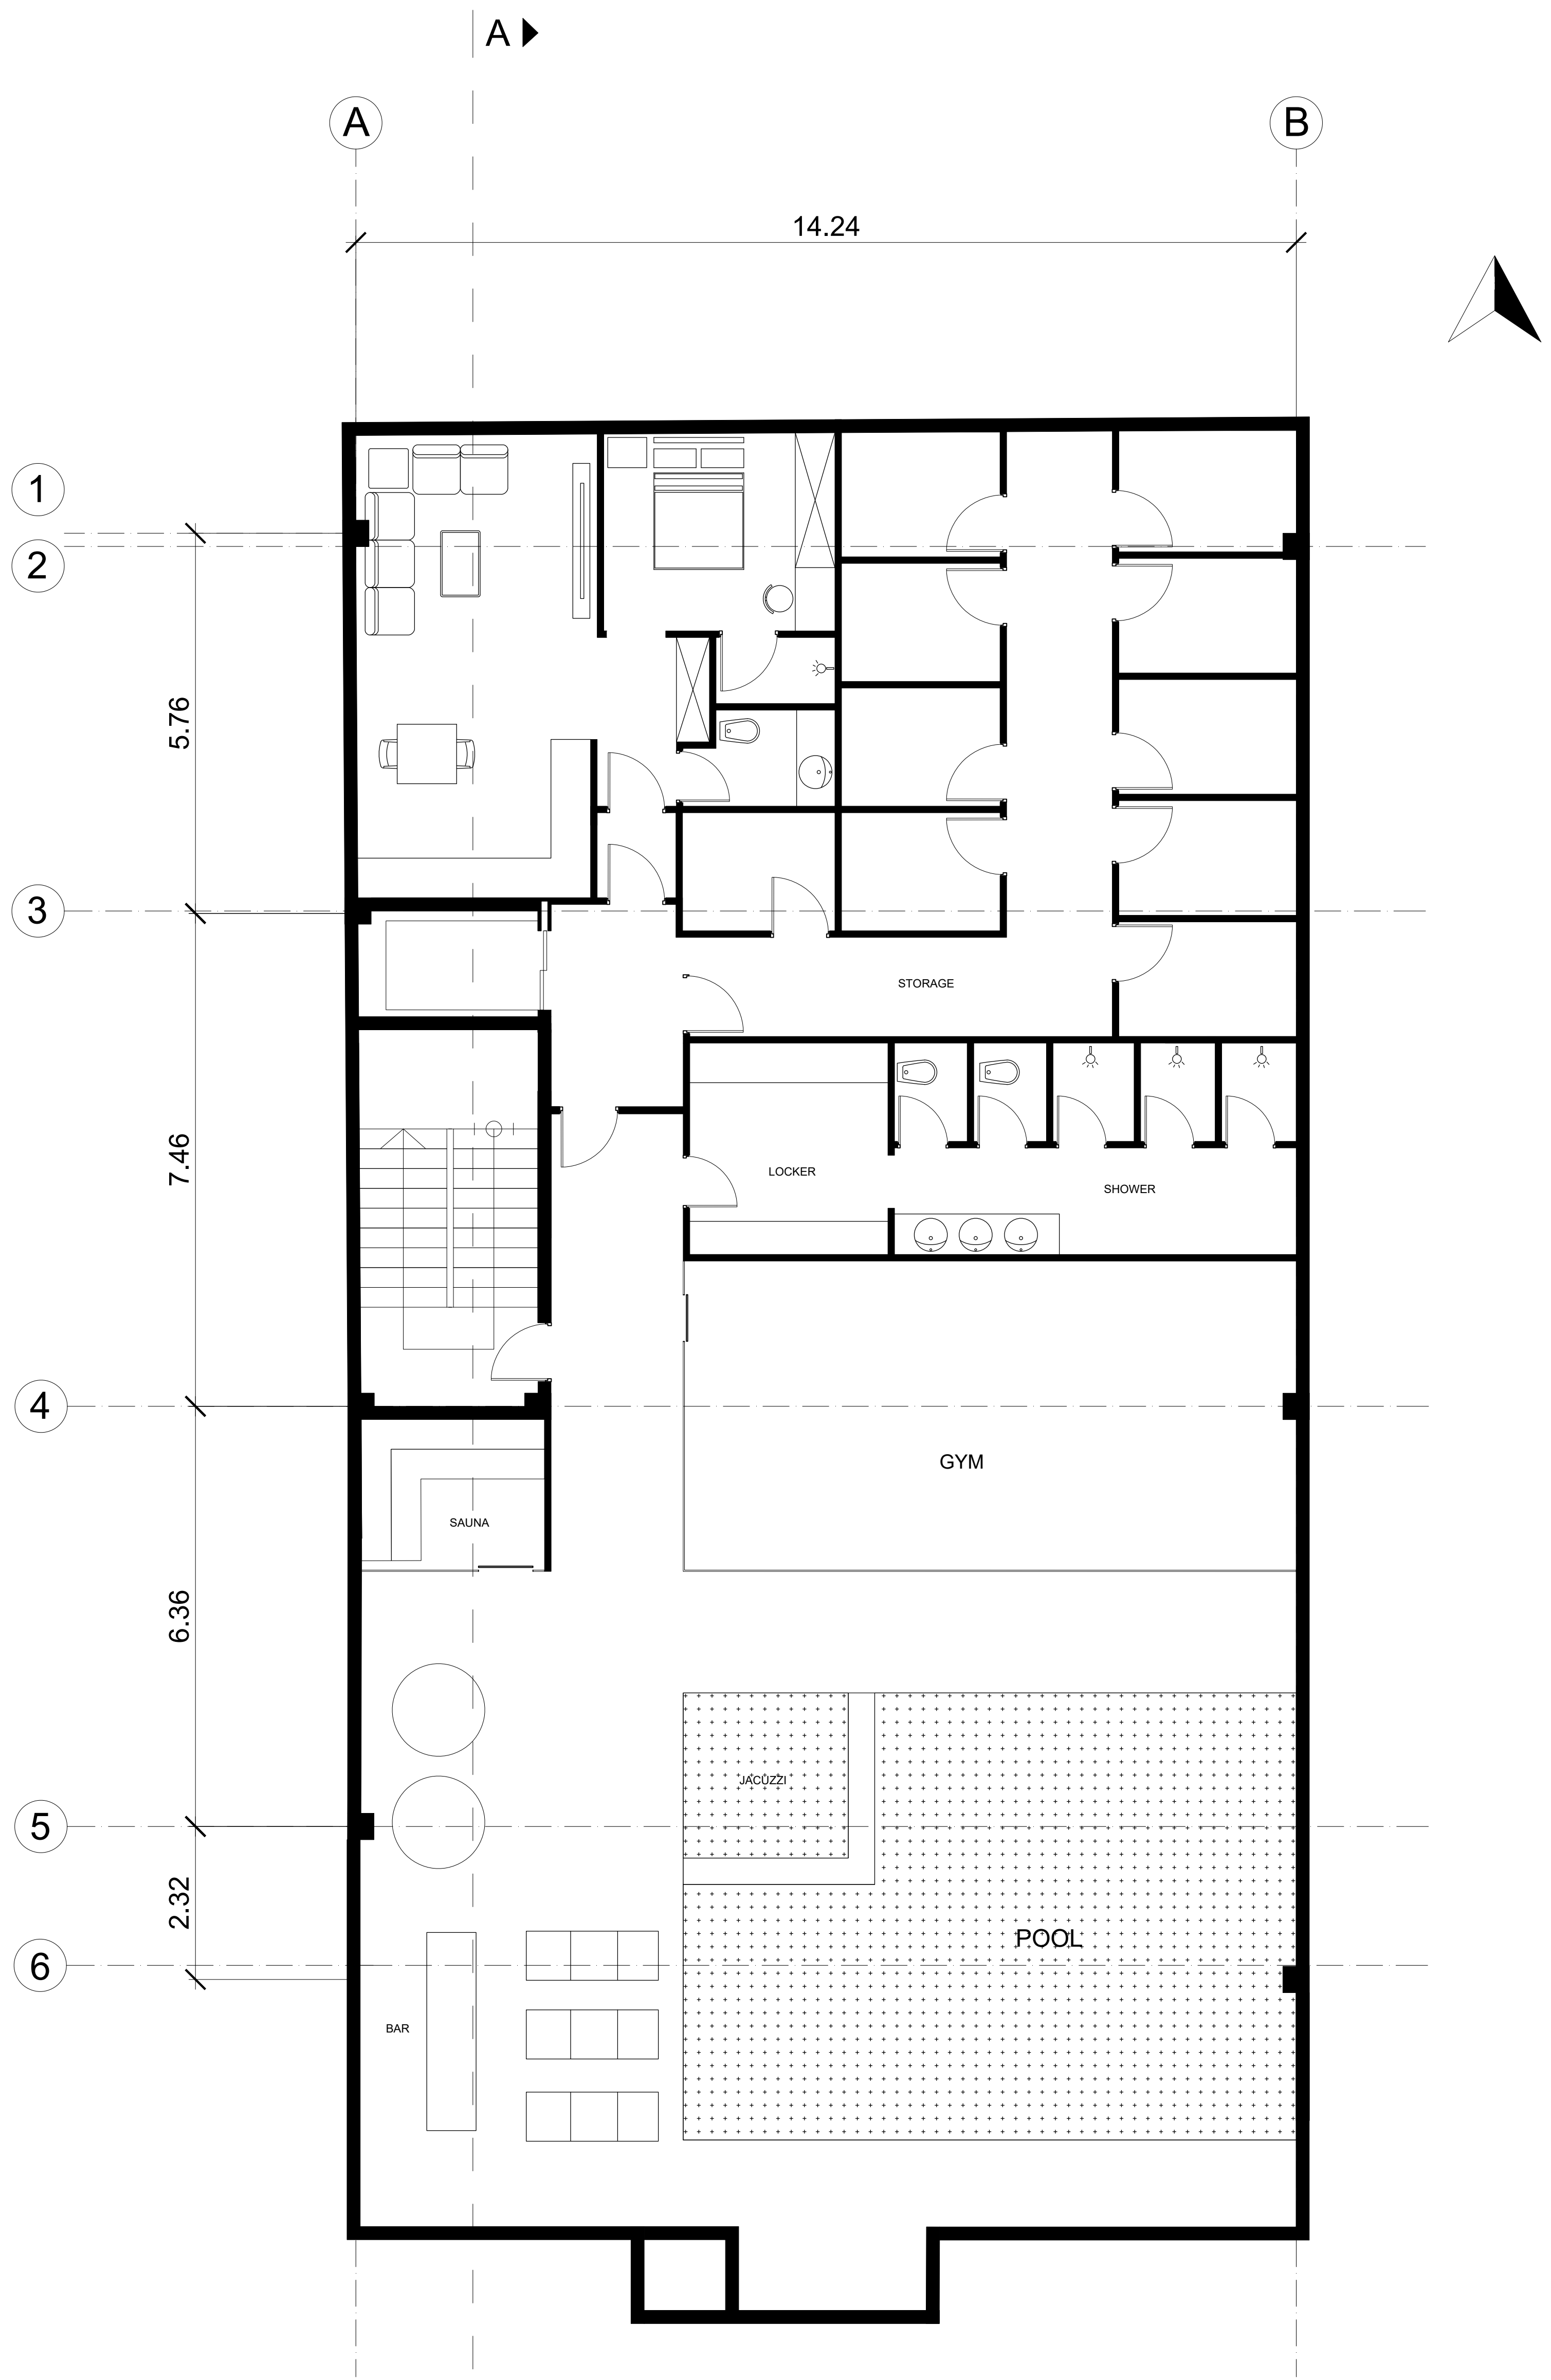 A
A
B
14.24
1
2
5.76
3
STORAGE
7.46
LOCKER
SHOWER
4
GYM
SAUNA
6.36
JACUZZI
5
2.32
POOL
6
BAR